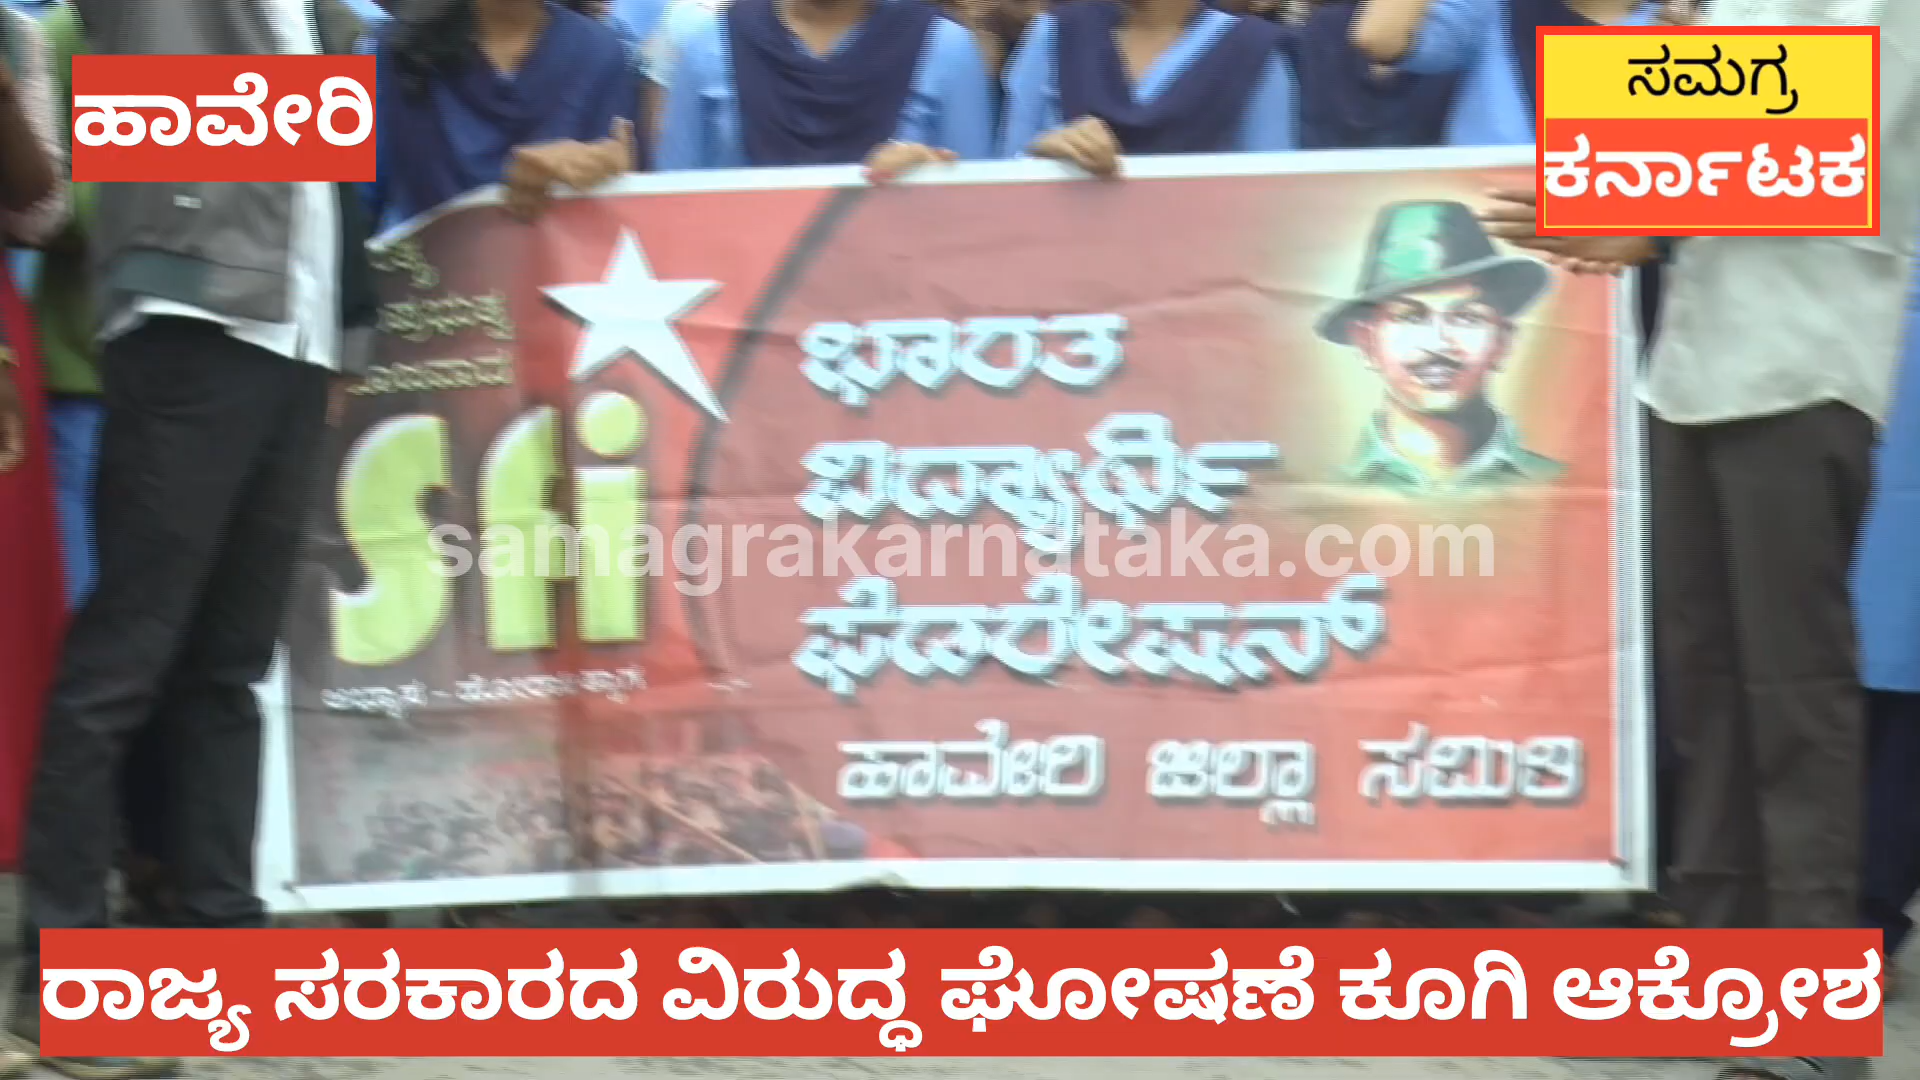 ಹಾವೇರಿ
ಸಮಗ್ರ
ಕರ್ನಾಟಕ
SFi
ಭಾರತ
ವಿದ್ಯಾರ್ಥಿ
ಫೆಡರೇಷನ್
ಹಾವೇರಿ ಜಿಲ್ಲಾ ಸಮಿತಿ
samagrakarnataka.com
ರಾಜ್ಯ ಸರಕಾರದ ವಿರುದ್ಧ ಘೋಷಣೆ ಕೂಗಿ ಆಕ್ರೋಶ